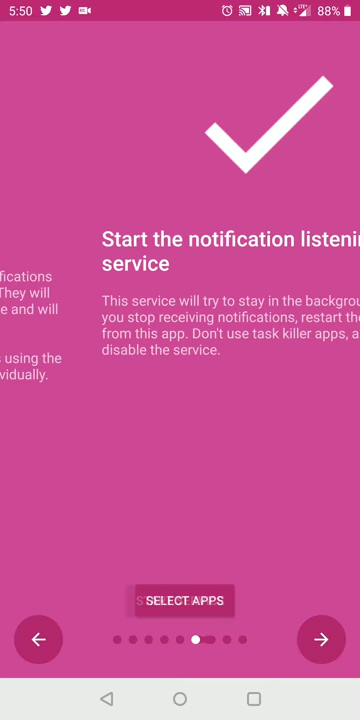 5:50
88%
Start the notification listenin
service
fications
They will
e and will
s using the
vidually.
This service will try to stay in the backgrou
you stop receiving notifications, restart the
from this app. Don't use task killer apps, a
disable the service.
SELECT APPS